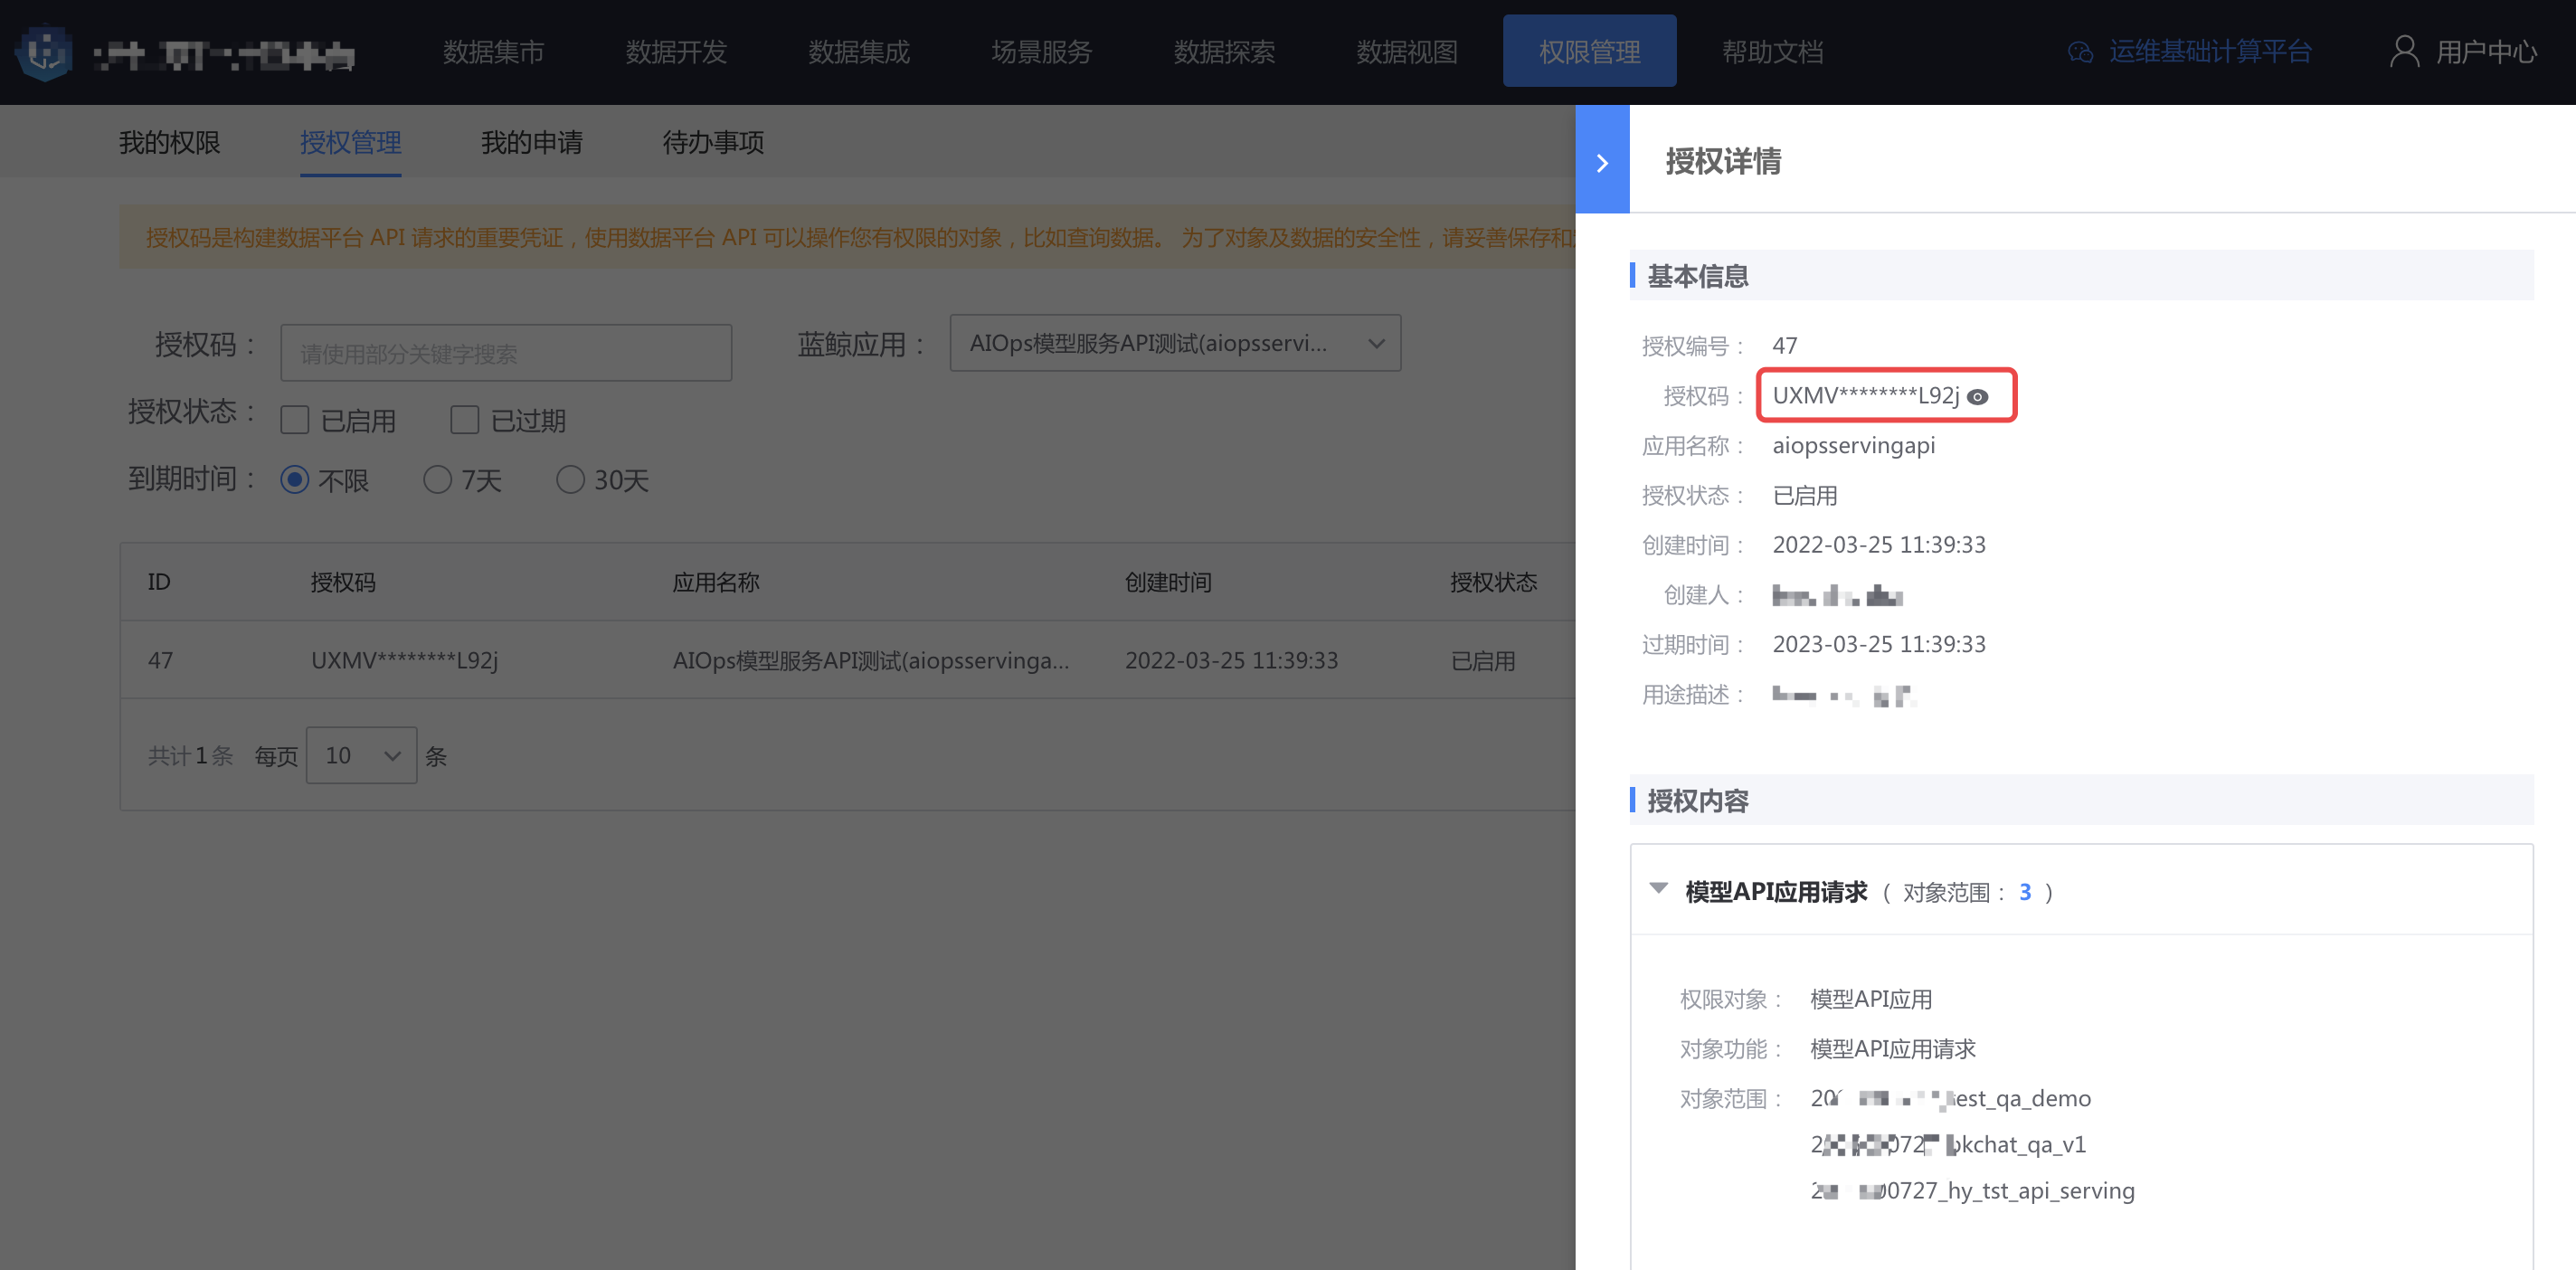 数据集市 数据开发 数据集成 场景服务 数据探索 数据视图 权限管理 帮助文档 运维基础计算平台 用户中心
我的权限 授权管理 我的申请 待办事项
授权码是构建数据平台 API 请求的重要凭证，使用数据平台 API 可以操作您有权限的对象，比如查询数据。 为了对象及数据的安全性，请妥善保存和
授权码： 请使用部分关键字搜索 蓝鲸应用： AIOps模型服务API测试(aiopsservi...
授权状态： 已启用 已过期
到期时间： 不限 7天 30天
ID 授权码 应用名称 创建时间 授权状态
47 UXMV********L92j AIOps模型服务API测试(aiopsservinga... 2022-03-25 11:39:33 已启用
共计1条 每页 10 条
授权详情
基本信息
授权编号： 47
授权码： UXMV********L92j
应用名称： aiopsservingapi
授权状态： 已启用
创建时间： 2022-03-25 11:39:33
创建人：
过期时间： 2023-03-25 11:39:33
用途描述：
授权内容
模型API应用请求 （ 对象范围： 3 ）
权限对象： 模型API应用
对象功能： 模型API应用请求
对象范围： est_qa_demo
kchat_qa_v1
00727_hy_tst_api_serving